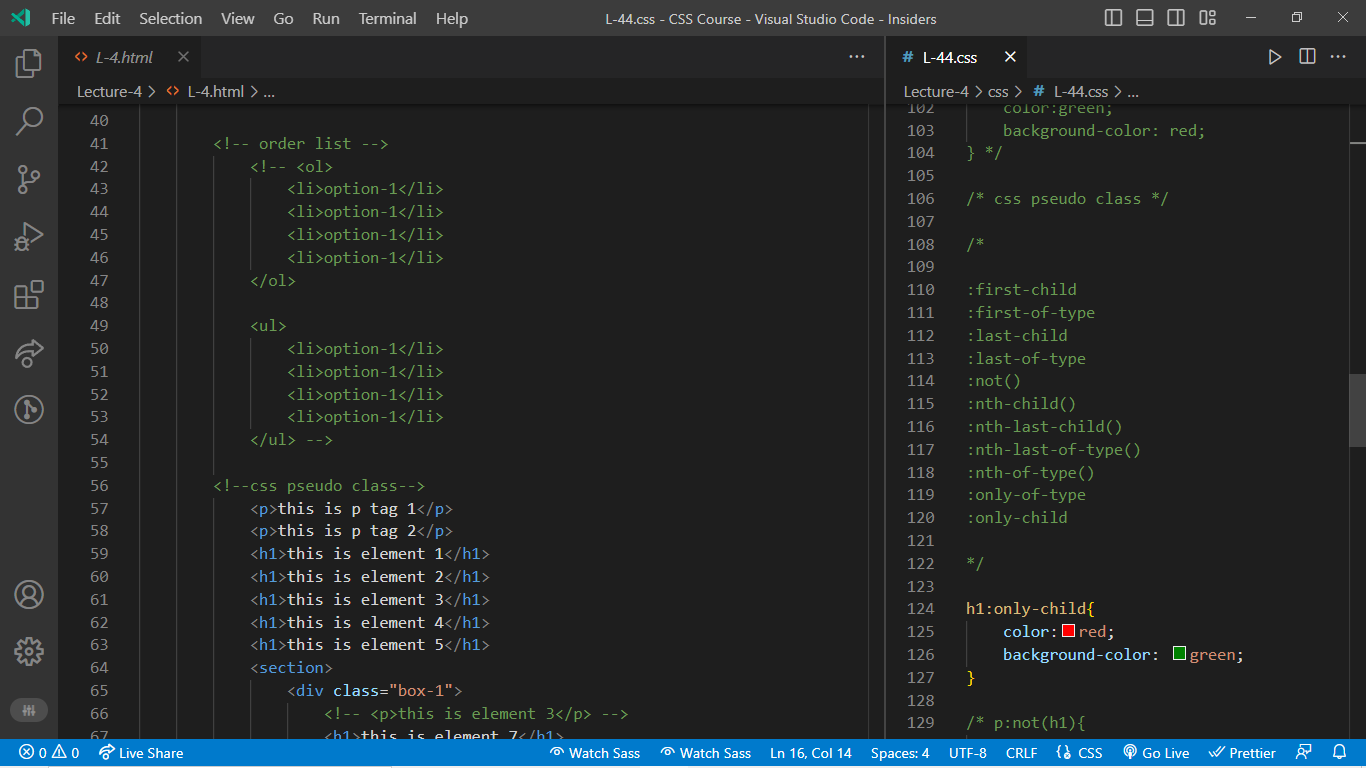 File Edit Selection View Go Run Terminal Help L-44.css - CSS Course - Visual Studio Code - Insiders
L-4.html
Lecture-4 > L-4.html > ...
40
41 <!-- order list -->
42 <!-- <ol>
43 <li>option-1</li>
44 <li>option-1</li>
45 <li>option-1</li>
46 <li>option-1</li>
47 </ol>
48
49 <ul>
50 <li>option-1</li>
51 <li>option-1</li>
52 <li>option-1</li>
53 <li>option-1</li>
54 </ul> -->
55
56 <!--css pseudo class-->
57 <p>this is p tag 1</p>
58 <p>this is p tag 2</p>
59 <h1>this is element 1</h1>
60 <h1>this is element 2</h1>
61 <h1>this is element 3</h1>
62 <h1>this is element 4</h1>
63 <h1>this is element 5</h1>
64 <section>
65 <div class="box-1">
66 <!-- <p>this is element 3</p> -->
67 <h1>this is element 7</h1>
# L-44.css
Lecture-4 > css > # L-44.css > ...
102 color:green;
103 background-color: red;
104 } */
105
106 /* css pseudo class */
107
108 /*
109
110 :first-child
111 :first-of-type
112 :last-child
113 :last-of-type
114 :not()
115 :nth-child()
116 :nth-last-child()
117 :nth-last-of-type()
118 :nth-of-type()
119 :only-of-type
120 :only-child
121
122 */
123
124 h1:only-child{
125 color:red;
126 background-color: green;
127 }
128
129 /* p:not(h1){
0 0 Live Share Watch Sass Watch Sass Ln 16, Col 14 Spaces: 4 UTF-8 CRLF CSS Go Live Prettier